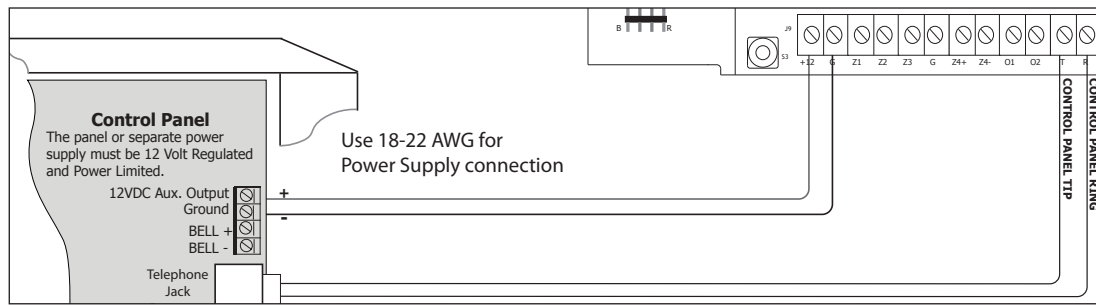 B R
J9
S3
+12 G Z1 Z2 Z3 G Z4+ Z4- O1 O2 T R
CONTROL PANEL TIP
CONTROL PANEL RING
Control Panel
The panel or separate power
supply must be 12 Volt Regulated
and Power Limited.
Use 18-22 AWG for
Power Supply connection
12VDC Aux. Output +
Ground -
BELL +
BELL -
Telephone
Jack